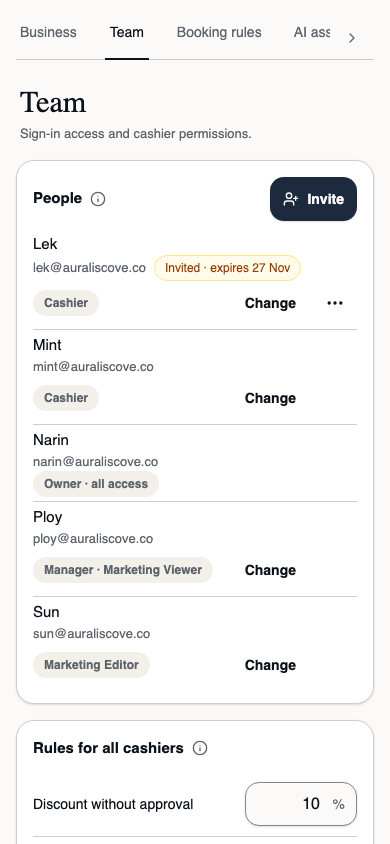 Business Team Booking rules AI ass
Team
Sign-in access and cashier permissions.
People Invite
Lek
lek@auraliscove.co Invited · expires 27 Nov
Cashier Change
Mint
mint@auraliscove.co
Cashier Change
Narin
narin@auraliscove.co
Owner · all access
Ploy
ploy@auraliscove.co
Manager · Marketing Viewer Change
Sun
sun@auraliscove.co
Marketing Editor Change
Rules for all cashiers
Discount without approval 10 %